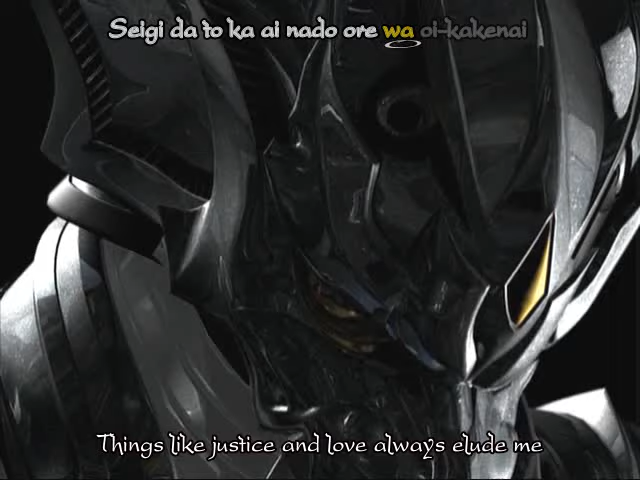 Seigi da to ka ai nado ore wa oi-kakenai
Things like justice and love always elude me